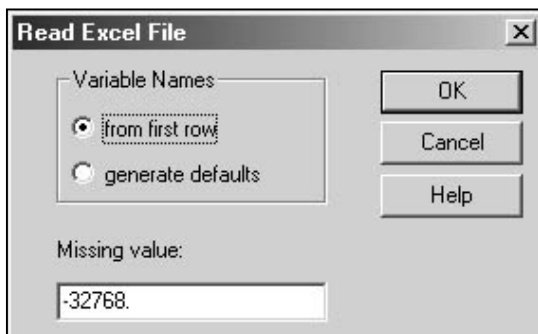 Read Excel File
Variable Names
from first row
generate defaults
OK
Cancel
Help
Missing value:
-32768.